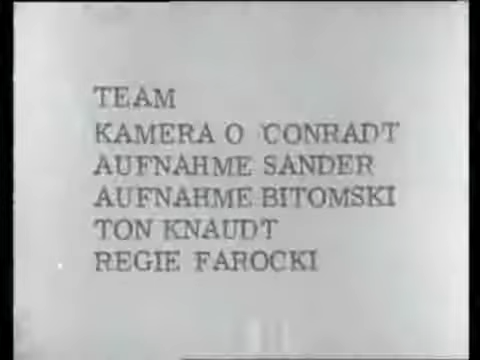 TEAM
KAMERA O CONRADT
AUFNAHME SANDER
AUFNAHME BITOMSKI
TON KNAUDT
REGIE FAROCKI